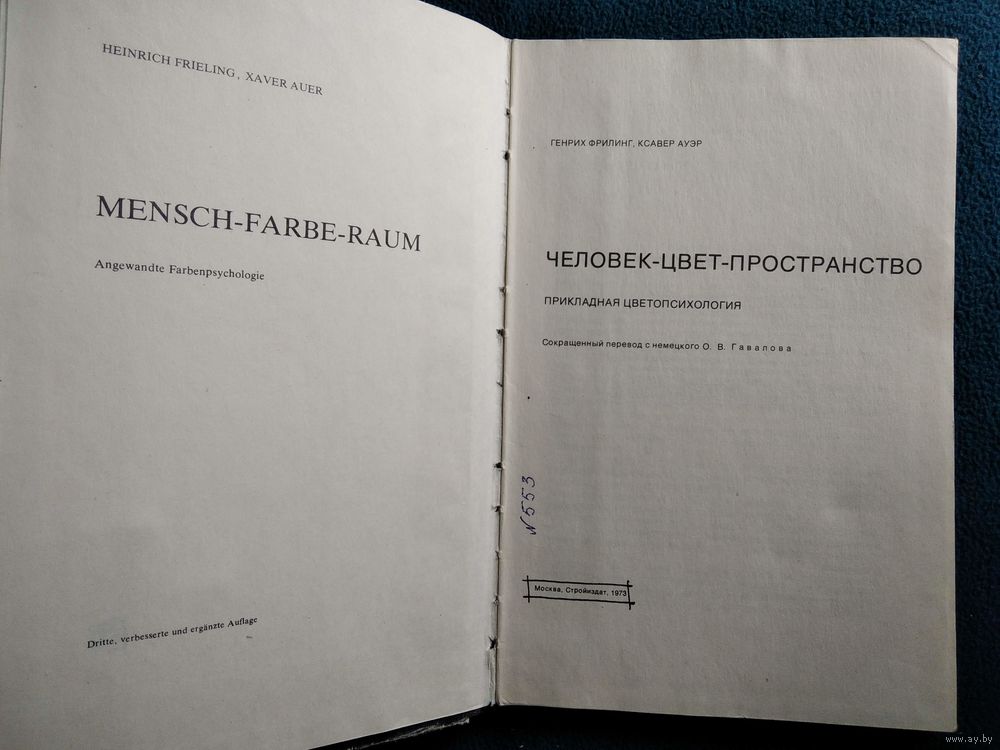 HEINRICH FRIELING, XAVER AUER
MENSCH-FARBE-RAUM
Angewandte Farbenpsychologie
Dritte, verbesserte und ergänzte Auflage
ГЕНРИХ ФРИЛИНГ, КСАВЕР АУЭР
ЧЕЛОВЕК-ЦВЕТ-ПРОСТРАНСТВО
ПРИКЛАДНАЯ ЦВЕТОПСИХОЛОГИЯ
Сокращенный перевод с немецкого О. В. Гавалова
N 553
Москва, Стройиздат, 1973
www.ay.by